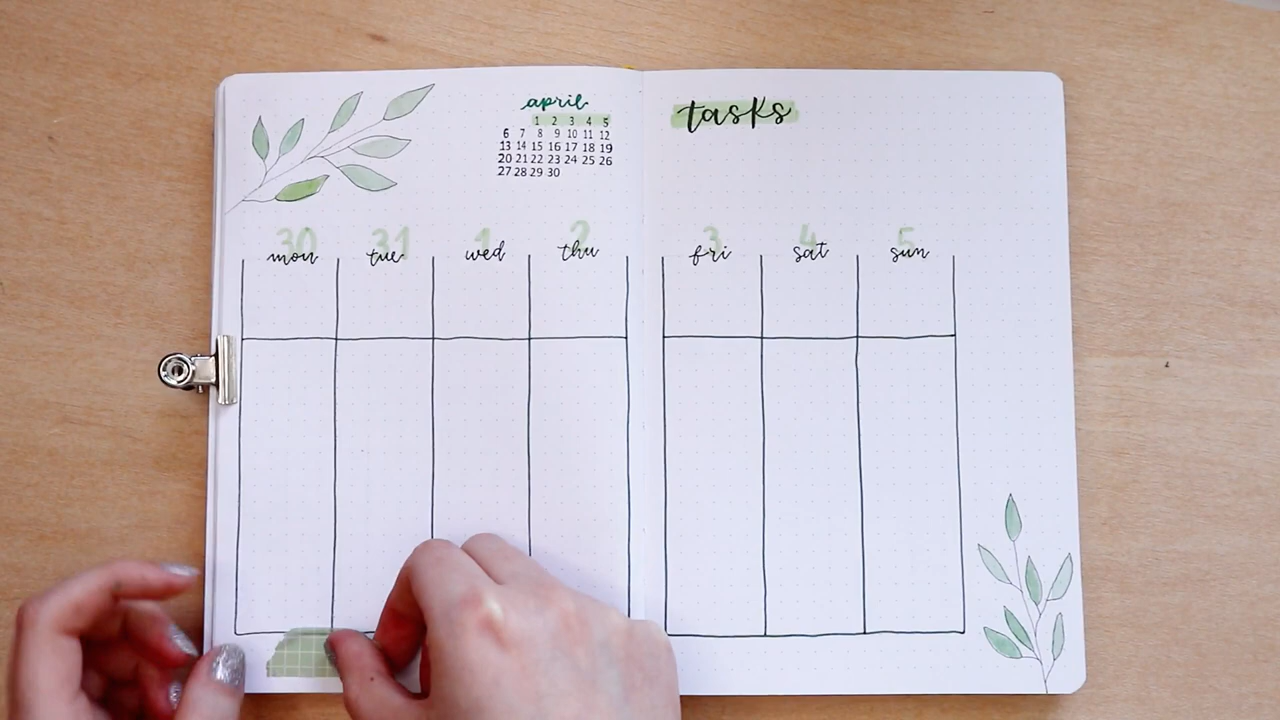 april
1 2 3 4 5
6 7 8 9 10 11 12
13 14 15 16 17 18 19
20 21 22 23 24 25 26
27 28 29 30
tasks
30 31 1 2 3 4 5
mon tue wed thu fri sat sun